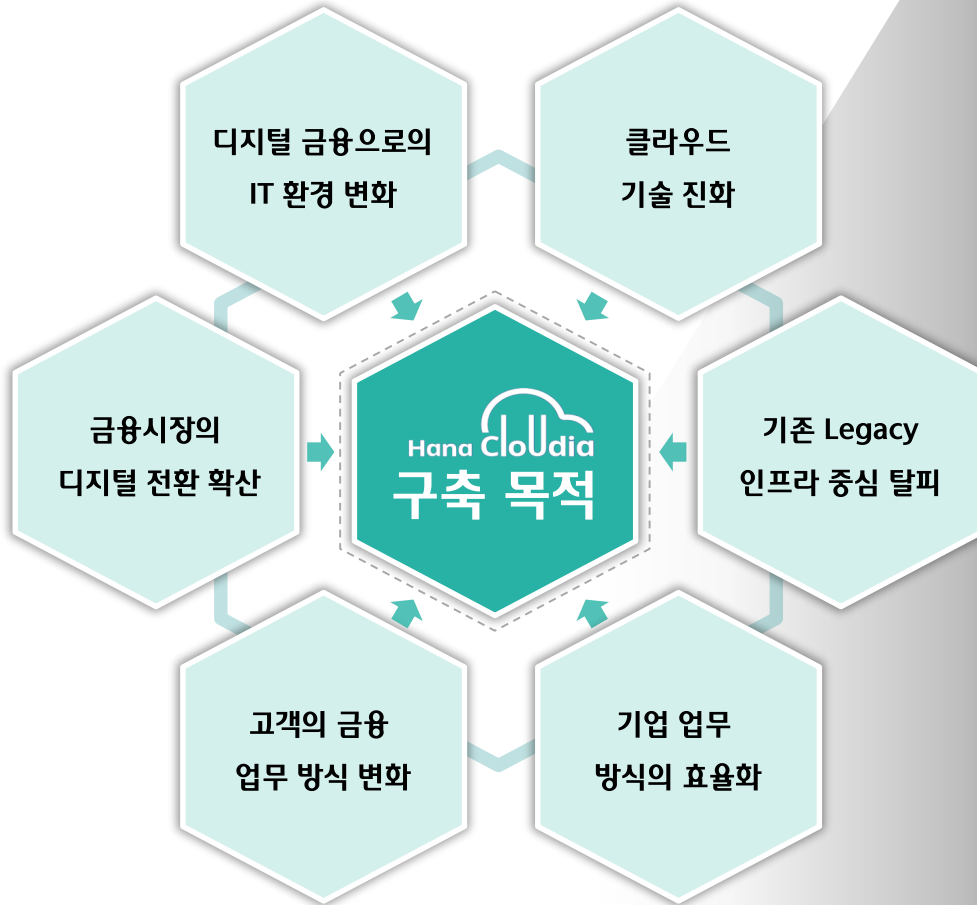 디지털 금융으로의
IT 환경 변화
클라우드
기술 진화
금융시장의
디지털 전환 확산
Hana CloUdia
구축 목적
기존 Legacy
인프라 중심 탈피
고객의 금융
업무 방식 변화
기업 업무
방식의 효율화